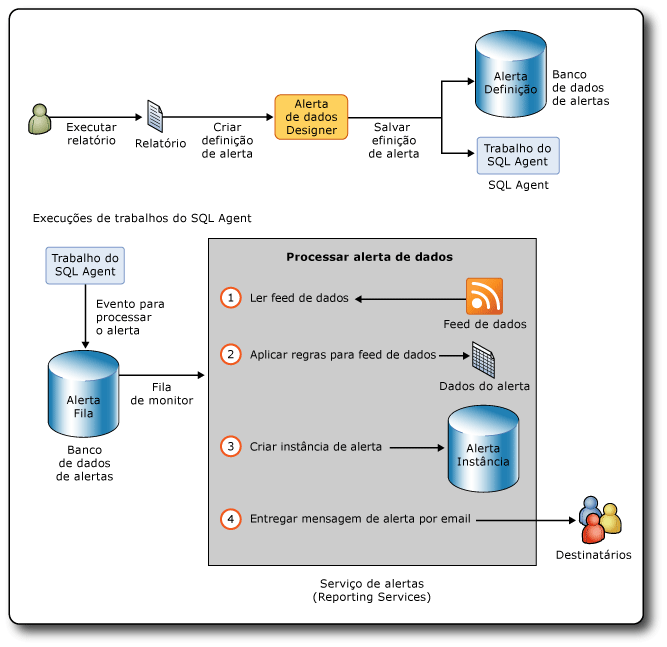 Executar
relatório
Relatório
Criar
definição
de alerta
Alerta
de dados
Designer
Salvar
efinição
de alerta
Alerta
Definição
Banco
de dados
de alertas
Trabalho do
SQL Agent
SQL Agent
Execuções de trabalhos do SQL Agent
Trabalho do
SQL Agent
Evento para
processar
o alerta
Alerta
Fila
Banco
de dados
de alertas
Fila
de monitor
Processar alerta de dados
1 Ler feed de dados
Feed de dados
2 Aplicar regras para feed de dados
Dados do alerta
3 Criar instância de alerta
Alerta
Instância
4 Entregar mensagem de alerta por email
Destinatários
Serviço de alertas
(Reporting Services)